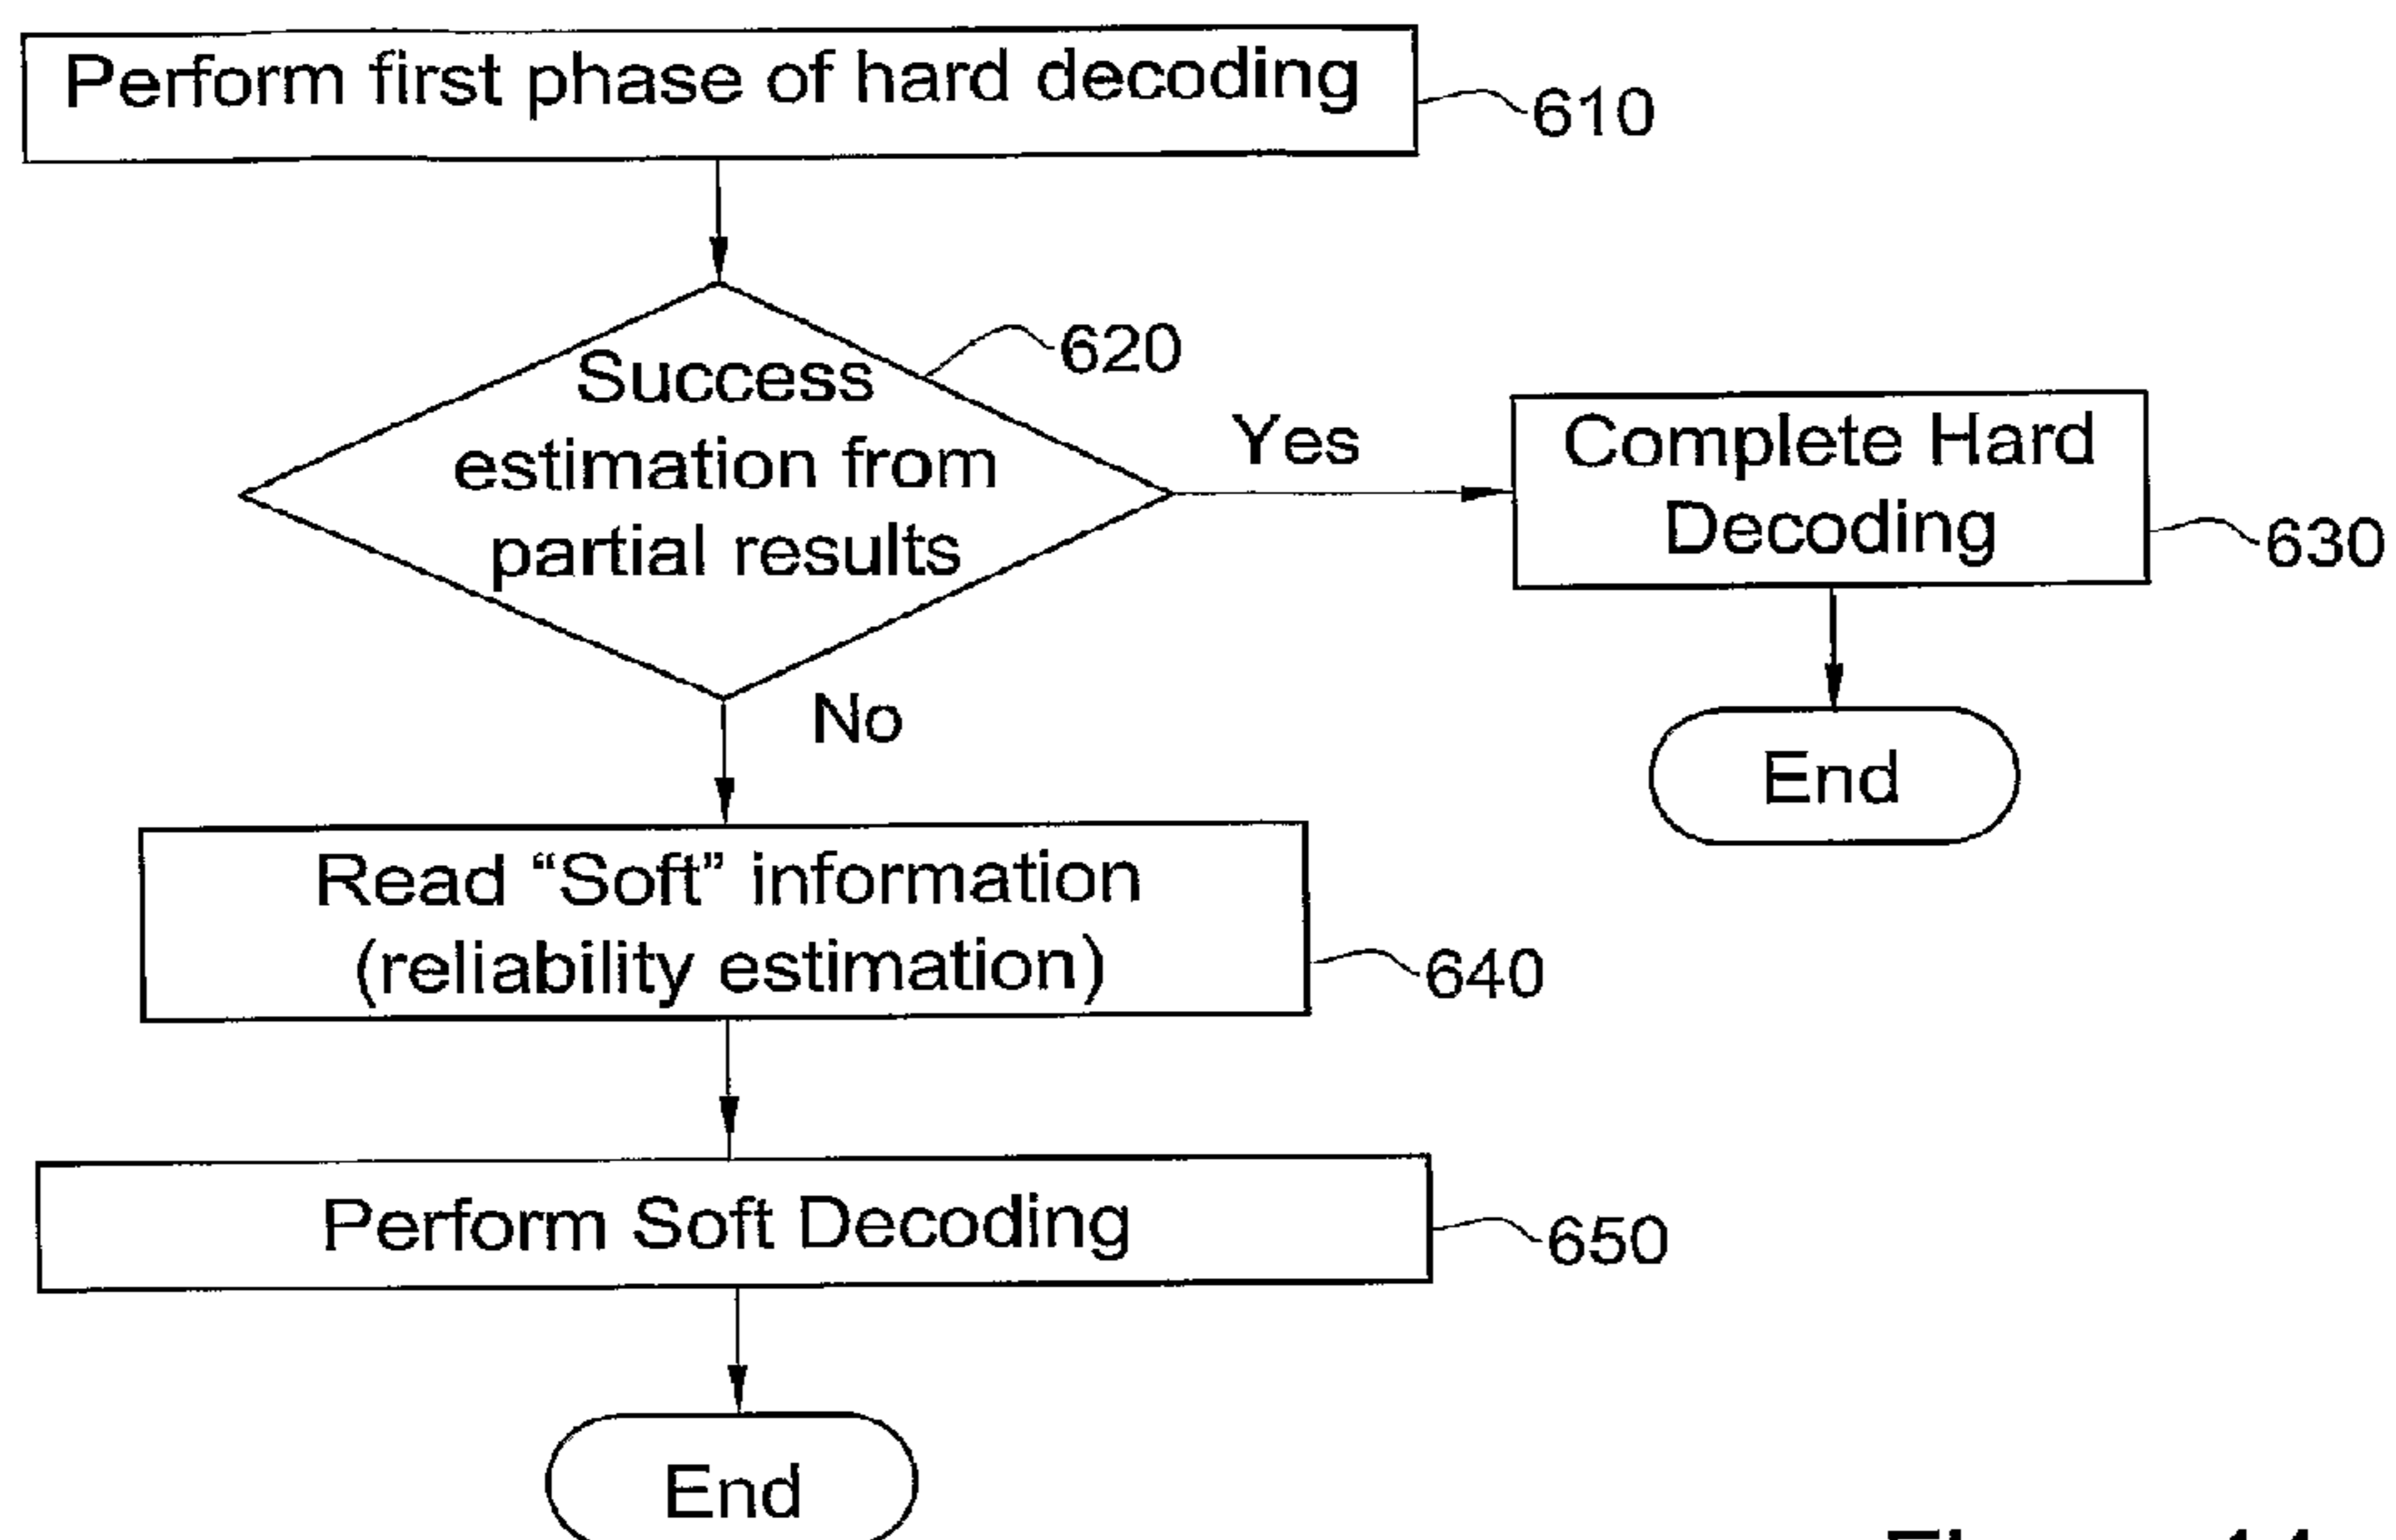 Perform first phase of hard decoding
610
Success
estimation from
partial results
620
Yes
Complete Hard
Decoding
630
End
No
Read “Soft” information
(reliability estimation)
640
Perform Soft Decoding
650
End